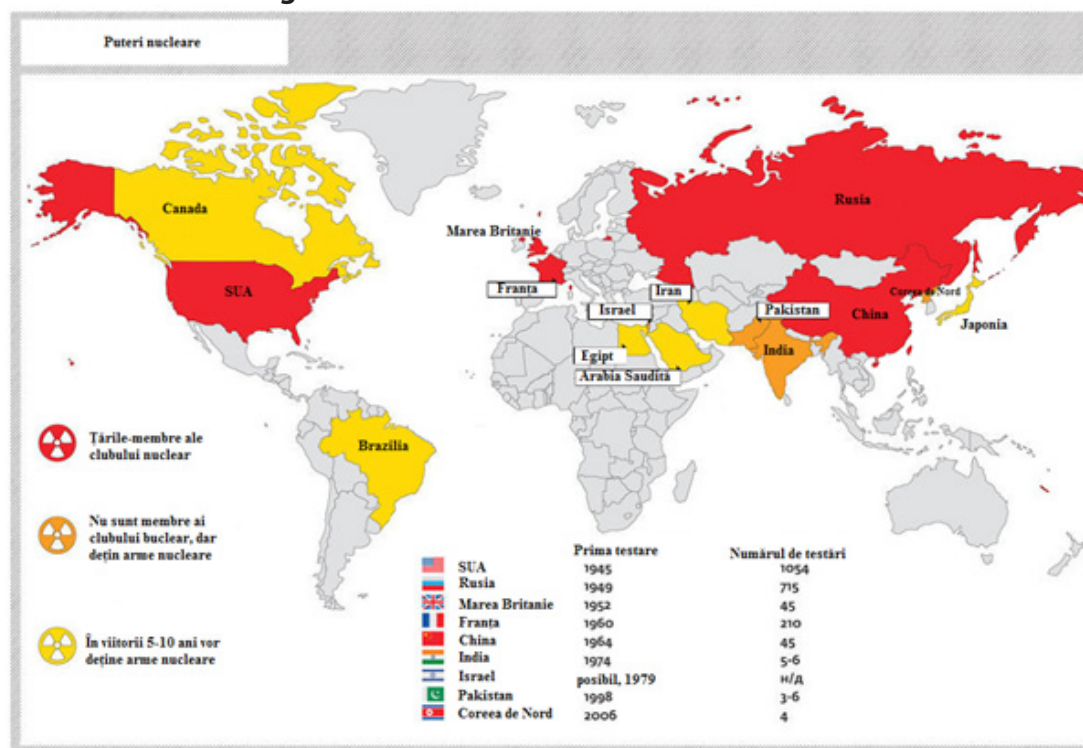 Puteri nucleare
Canada
Rusia
Marea Britanie
SUA
Franța
Iran
Coreea de Nord
Israel
Pakistan
China
Japonia
Egipt
India
Arabia Saudită
Brazilia
Țările-membre ale
clubului nuclear
Nu sunt membre ai
clubului buclear, dar
dețin arme nucleare
În viitorii 5-10 ani vor
deține arme nucleare
Prima testare Numărul de testări
SUA 1945 1054
Rusia 1949 715
Marea Britanie 1952 45
Franța 1960 210
China 1964 45
India 1974 5-6
Israel posibil, 1979 н/д
Pakistan 1998 3-6
Coreea de Nord 2006 4